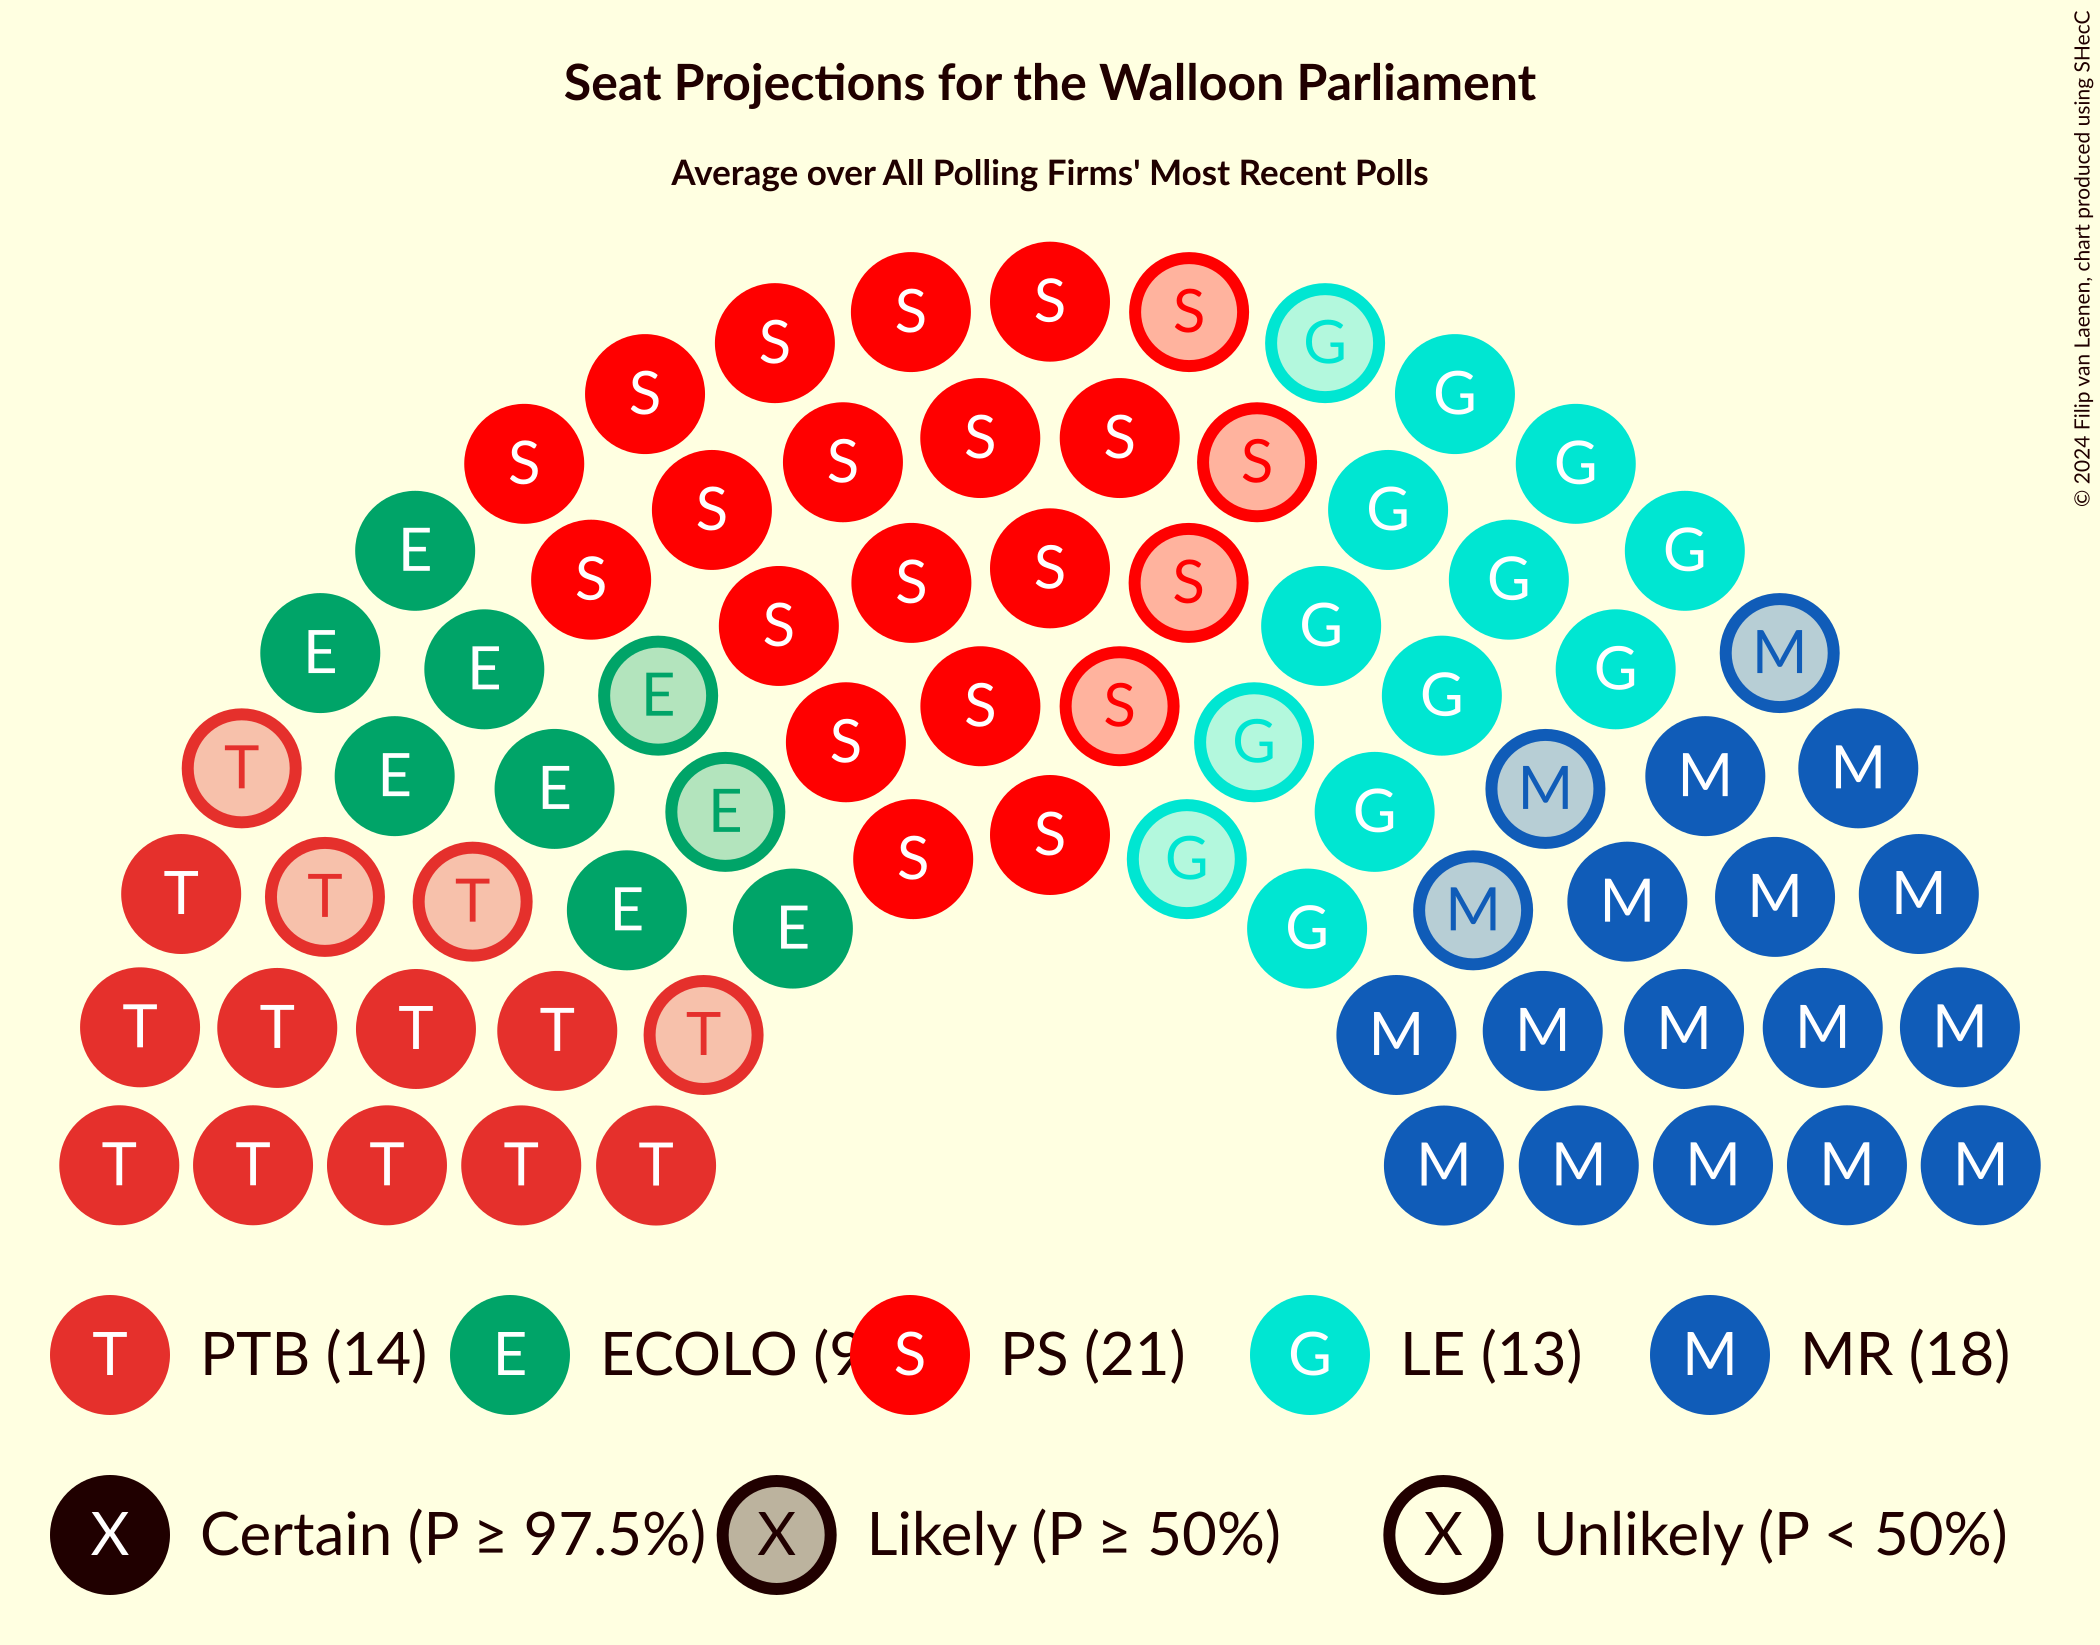 Seat Projections for the Walloon Parliament
Average over All Polling Firms' Most Recent Polls
© 2024 Filip van Laenen, chart produced using SHecC
S S S G
S S G
S S S S G
S G G
E S S S G G
S S G
E S G M
E E G G
T E S S G M M
E E M M
E S G
T S S G M
T T E M M M
E G
T T T T T M M M M M
T T T T T M M M M M
T PTB (14) E ECOLO (9 S PS (21) G LE (13) M MR (18)
X Certain (P ≥ 97.5%) X Likely (P ≥ 50%) X Unlikely (P < 50%)